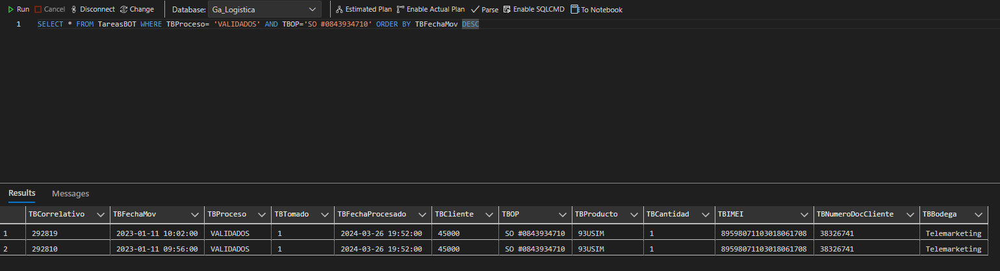 Run Cancel Disconnect Change Database: Ga_Logistica Estimated Plan Enable Actual Plan Parse Enable SQLCMD To Notebook
1 SELECT * FROM TareasBOT WHERE TBProceso= 'VALIDADOS' AND TBOP='SO #0843934710' ORDER BY TBFechaMov DESC
Results Messages
TBCorrelativo TBFechaMov TBProceso TBTomado TBFechaProcesado TBCliente TBOP TBProducto TBCantidad TBIMEI TBNumeroDocCliente TBBodega
1 292819 2023-01-11 10:02:00 VALIDADOS 1 2024-03-26 19:52:00 45000 SO #0843934710 93USIM 1 89598071103018061708 38326741 Telemarketing
2 292810 2023-01-11 09:56:00 VALIDADOS 1 2024-03-26 19:52:00 45000 SO #0843934710 93USIM 1 89598071103018061708 38326741 Telemarketing